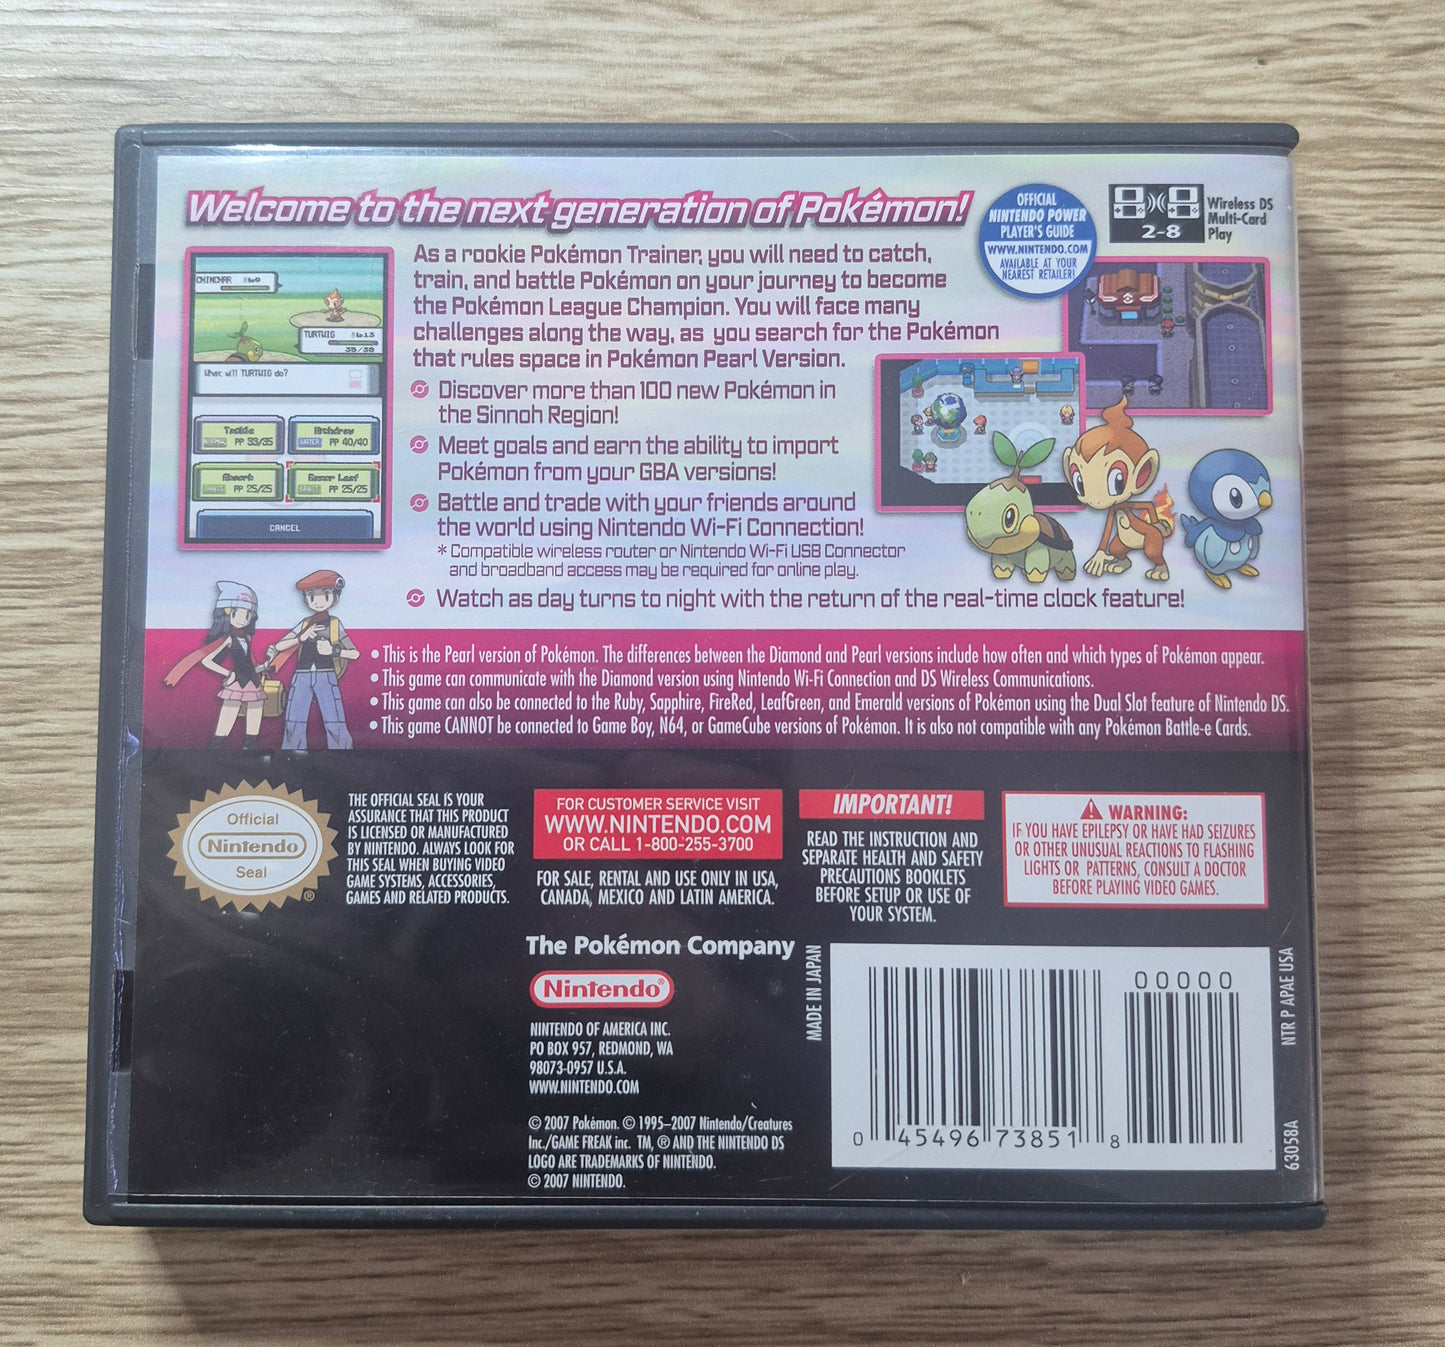 Welcome to the next generation of Pokémon!
OFFICIAL
NINTENDO POWER
PLAYER'S GUIDE
WWW.NINTENDO.COM
AVAILABLE AT YOUR
NEAREST RETAILER!
2-8
Wireless DS
Multi-Card
Play
As a rookie Pokémon Trainer, you will need to catch,
train, and battle Pokémon on your journey to become
the Pokémon League Champion. You will face many
challenges along the way, as you search for the Pokémon
that rules space in Pokémon Pearl Version.
Discover more than 100 new Pokémon in
the Sinnoh Region!
Meet goals and earn the ability to import
Pokémon from your GBA versions!
Battle and trade with your friends around
the world using Nintendo Wi-Fi Connection!
* Compatible wireless router or Nintendo Wi-Fi USB Connector
and broadband access may be required for online play.
Watch as day turns to night with the return of the real-time clock feature!
CHIMCHAR
TURTWIG
What will TURTWIG do?
Tackle
NORMAL PP 33/35
Withdraw
WATER PP 40/40
Absorb
GRASS PP 25/25
Razor Leaf
GRASS PP 25/25
CANCEL
• This is the Pearl version of Pokémon. The differences between the Diamond and Pearl versions include how often and which types of Pokémon appear.
• This game can communicate with the Diamond version using Nintendo Wi-Fi Connection and DS Wireless Communications.
• This game can also be connected to the Ruby, Sapphire, FireRed, LeafGreen, and Emerald versions of Pokémon using the Dual Slot feature of Nintendo DS.
• This game CANNOT be connected to Game Boy, N64, or GameCube versions of Pokémon. It is also not compatible with any Pokémon Battle-e Cards.
Official
Nintendo
Seal
®
THE OFFICIAL SEAL IS YOUR
ASSURANCE THAT THIS PRODUCT
IS LICENSED OR MANUFACTURED
BY NINTENDO. ALWAYS LOOK FOR
THIS SEAL WHEN BUYING VIDEO
GAME SYSTEMS, ACCESSORIES,
GAMES AND RELATED PRODUCTS.
FOR CUSTOMER SERVICE VISIT
WWW.NINTENDO.COM
OR CALL 1-800-255-3700
FOR SALE, RENTAL AND USE ONLY IN USA,
CANADA, MEXICO AND LATIN AMERICA.
IMPORTANT!
READ THE INSTRUCTION AND
SEPARATE HEALTH AND SAFETY
PRECAUTIONS BOOKLETS
BEFORE SETUP OR USE OF
YOUR SYSTEM.
WARNING:
IF YOU HAVE EPILEPSY OR HAVE HAD SEIZURES
OR OTHER UNUSUAL REACTIONS TO FLASHING
LIGHTS OR PATTERNS, CONSULT A DOCTOR
BEFORE PLAYING VIDEO GAMES.
The Pokémon Company
Nintendo®
NINTENDO OF AMERICA INC.
PO BOX 957, REDMOND, WA
98073-0957 U.S.A.
WWW.NINTENDO.COM
© 2007 Pokémon. © 1995–2007 Nintendo/Creatures
Inc./GAME FREAK inc. TM, ® AND THE NINTENDO DS
LOGO ARE TRADEMARKS OF NINTENDO.
© 2007 NINTENDO.
MADE IN JAPAN
00000
0 45496 73851 8
NTR P APAE USA
63058A